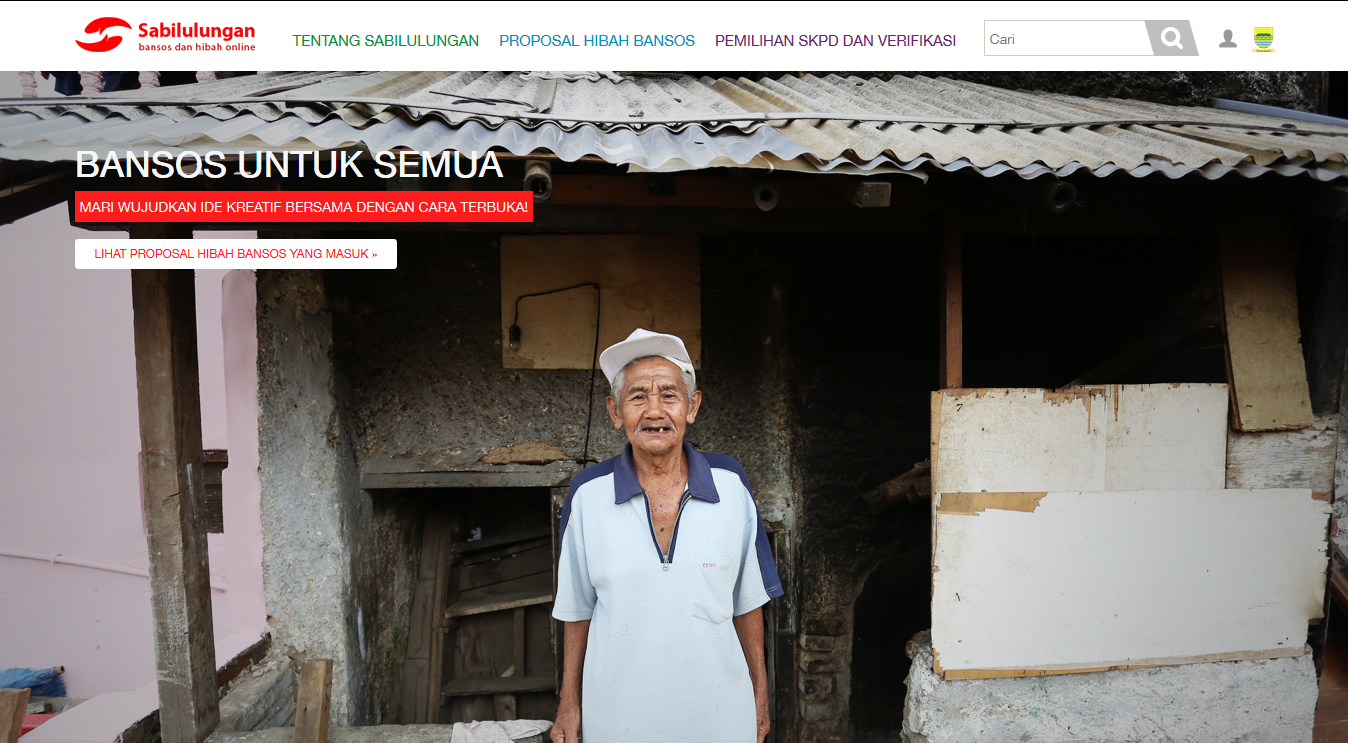 Sabilulungan
bansos dan hibah online
TENTANG SABILULUNGAN
PROPOSAL HIBAH BANSOS
PEMILIHAN SKPD DAN VERIFIKASI
Cari
BANSOS UNTUK SEMUA
MARI WUJUDKAN IDE KREATIF BERSAMA DENGAN CARA TERBUKA!
LIHAT PROPOSAL HIBAH BANSOS YANG MASUK »
7